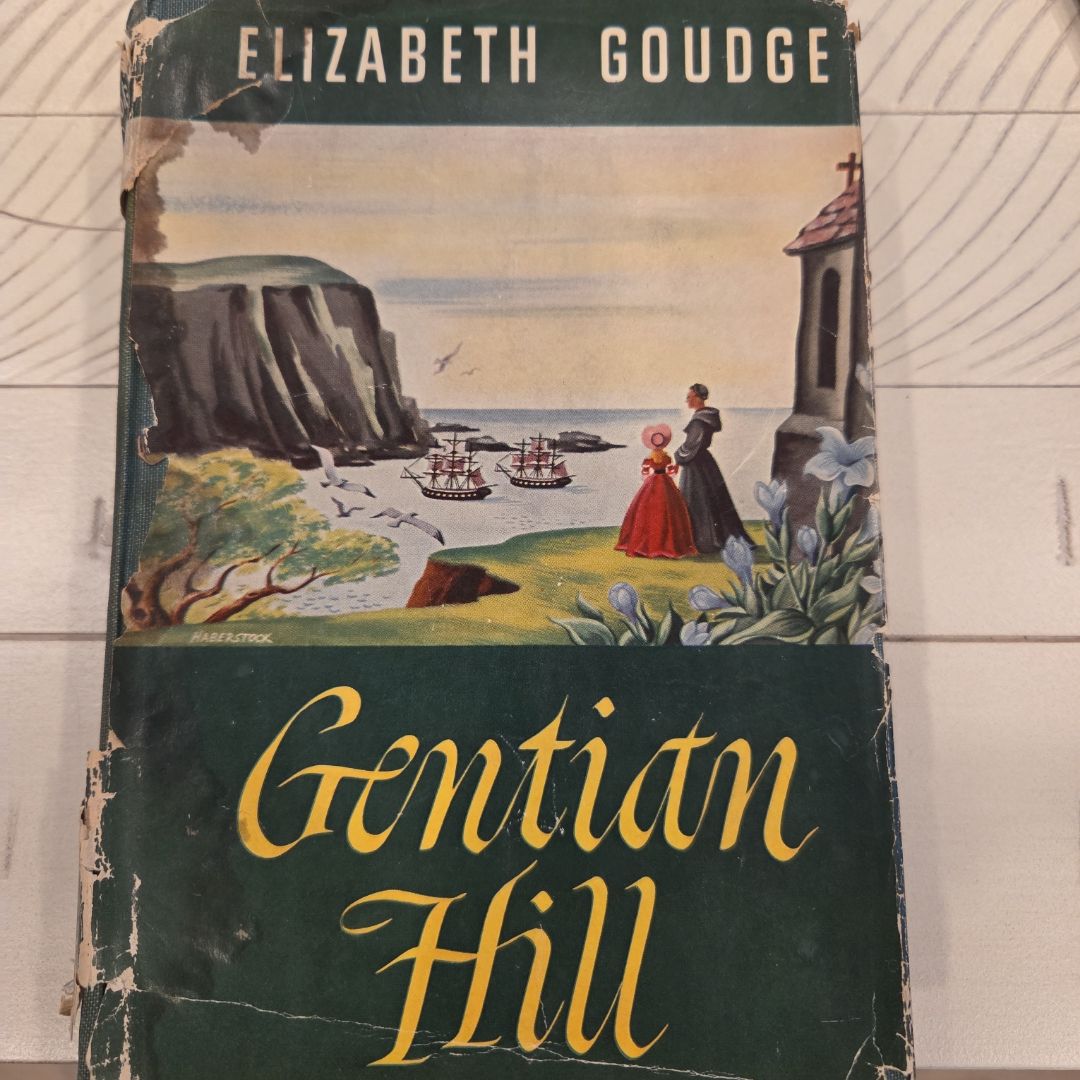 ELIZABETH GOUDGE
HABERSTOCK
Gentian
Hill